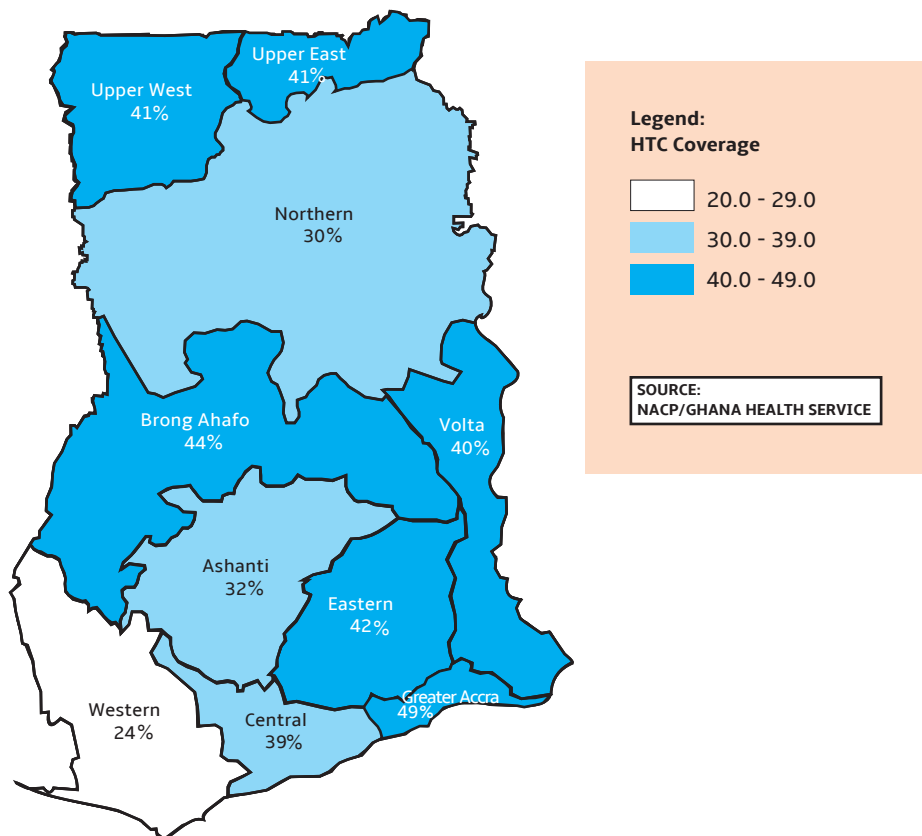 Upper East
41%
Upper West
41%
Northern
30%
Brong Ahafo
44%
Volta
40%
Ashanti
32%
Eastern
42%
Greater Accra
49%
Western
24%
Central
39%
Legend:
HTC Coverage
20.0 - 29.0
30.0 - 39.0
40.0 - 49.0
SOURCE:
NACP/GHANA HEALTH SERVICE